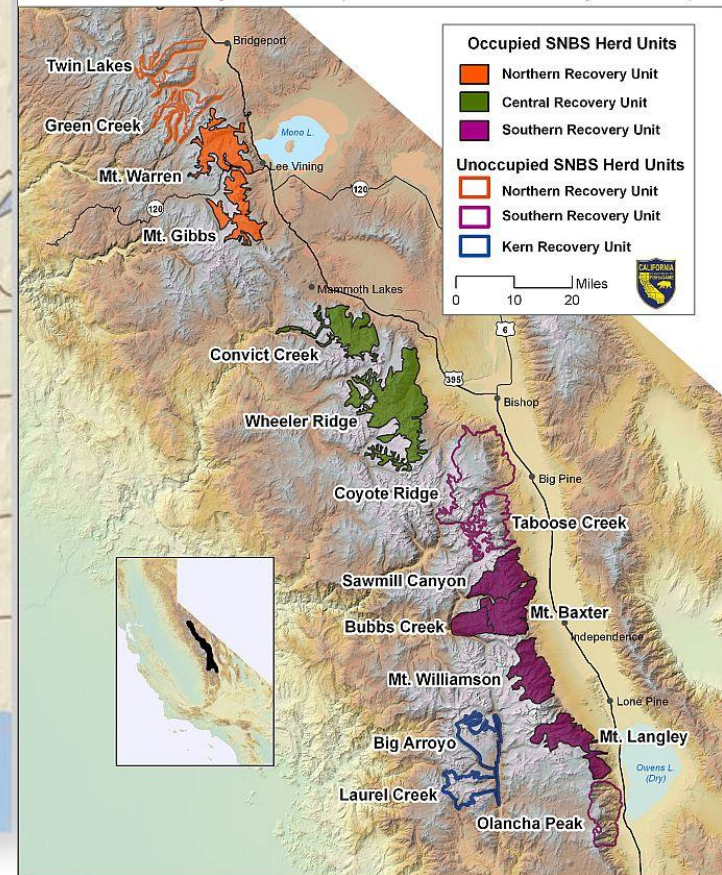 Bridgeport
Twin Lakes
Green Creek
Mono L.
Lee Vining
Mt. Warren
120
120
Mt. Gibbs
Occupied SNBS Herd Units
Northern Recovery Unit
Central Recovery Unit
Southern Recovery Unit
Unoccupied SNBS Herd Units
Northern Recovery Unit
Southern Recovery Unit
Kern Recovery Unit
Miles
0 10 20
CALIFORNIA
Mammoth Lakes
6
Convict Creek
395
Bishop
Wheeler Ridge
Big Pine
Coyote Ridge
Taboose Creek
Sawmill Canyon
Mt. Baxter
Bubbs Creek
Independence
Mt. Williamson
Lone Pine
Mt. Langley
Big Arroyo
Owens L.
(Dry)
Laurel Creek
Olancha Peak